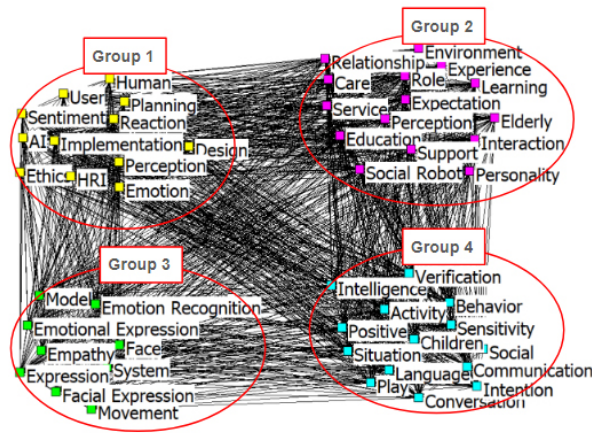 Group 1
Human
User
Planning
Sentiment
Reaction
AI
Implementation
Design
Perception
Ethics
HRI
Emotion
Group 2
Relationship
Environment
Experience
Care
Role
Learning
Service
Expectation
Perception
Elderly
Education
Interaction
Support
Social Robot
Personality
Group 3
Model
Emotion Recognition
Emotional Expression
Face
Empathy
System
Expression
Facial Expression
Movement
Group 4
Verification
Intelligence
Behavior
Activity
Positive
Sensitivity
Children
Situation
Social
Language
Communication
Play
Intention
Conversation